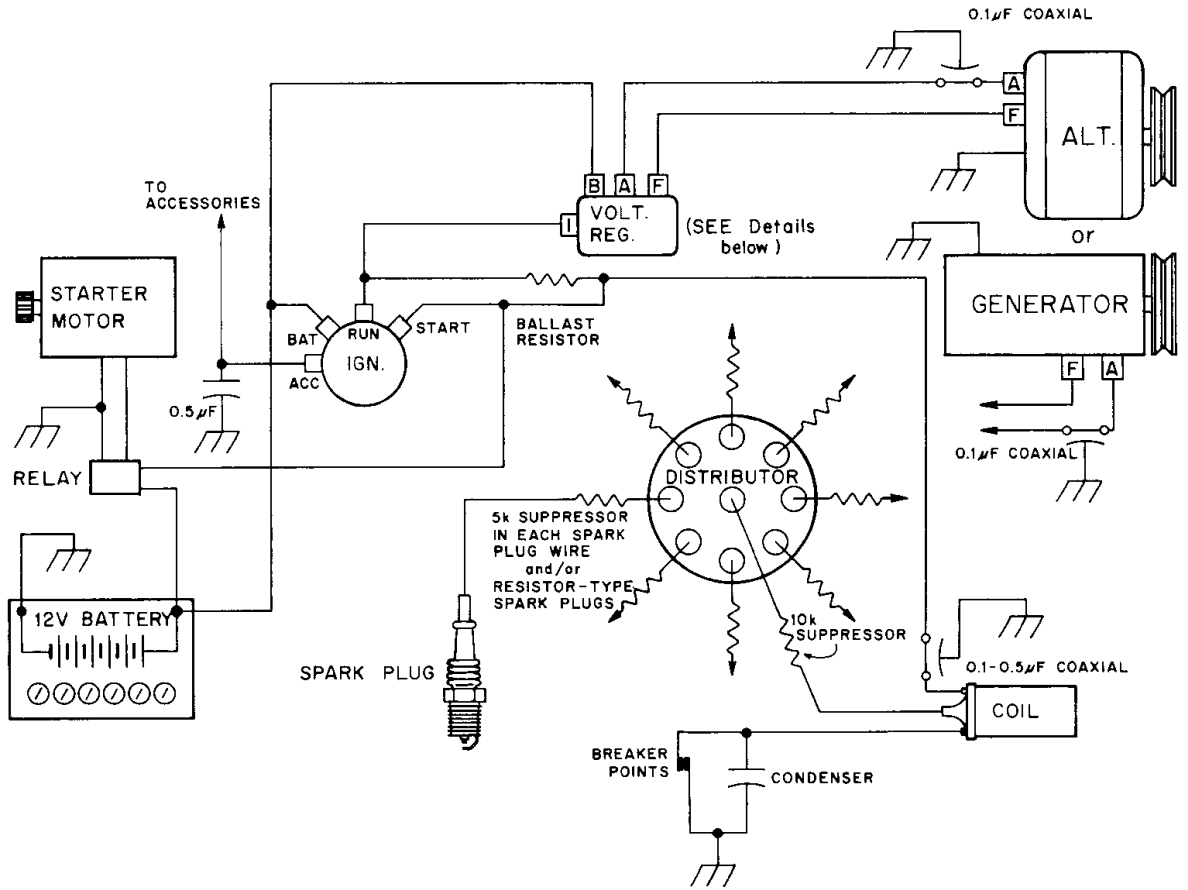 0.1µF COAXIAL
A
F
ALT.
TO
ACCESSORIES
B
A
F
I
VOLT.
REG.
(SEE Details
below)
or
STARTER
MOTOR
BAT
RUN
START
IGN.
ACC
BALLAST
RESISTOR
GENERATOR
F
A
0.5µF
0.1µF COAXIAL
RELAY
DISTRIBUTOR
5k SUPPRESSOR
IN EACH SPARK
PLUG WIRE
and/or
RESISTOR-TYPE
SPARK PLUGS
12V BATTERY
10k
SUPPRESSOR
SPARK PLUG
0.1-0.5µF COAXIAL
COIL
BREAKER
POINTS
CONDENSER